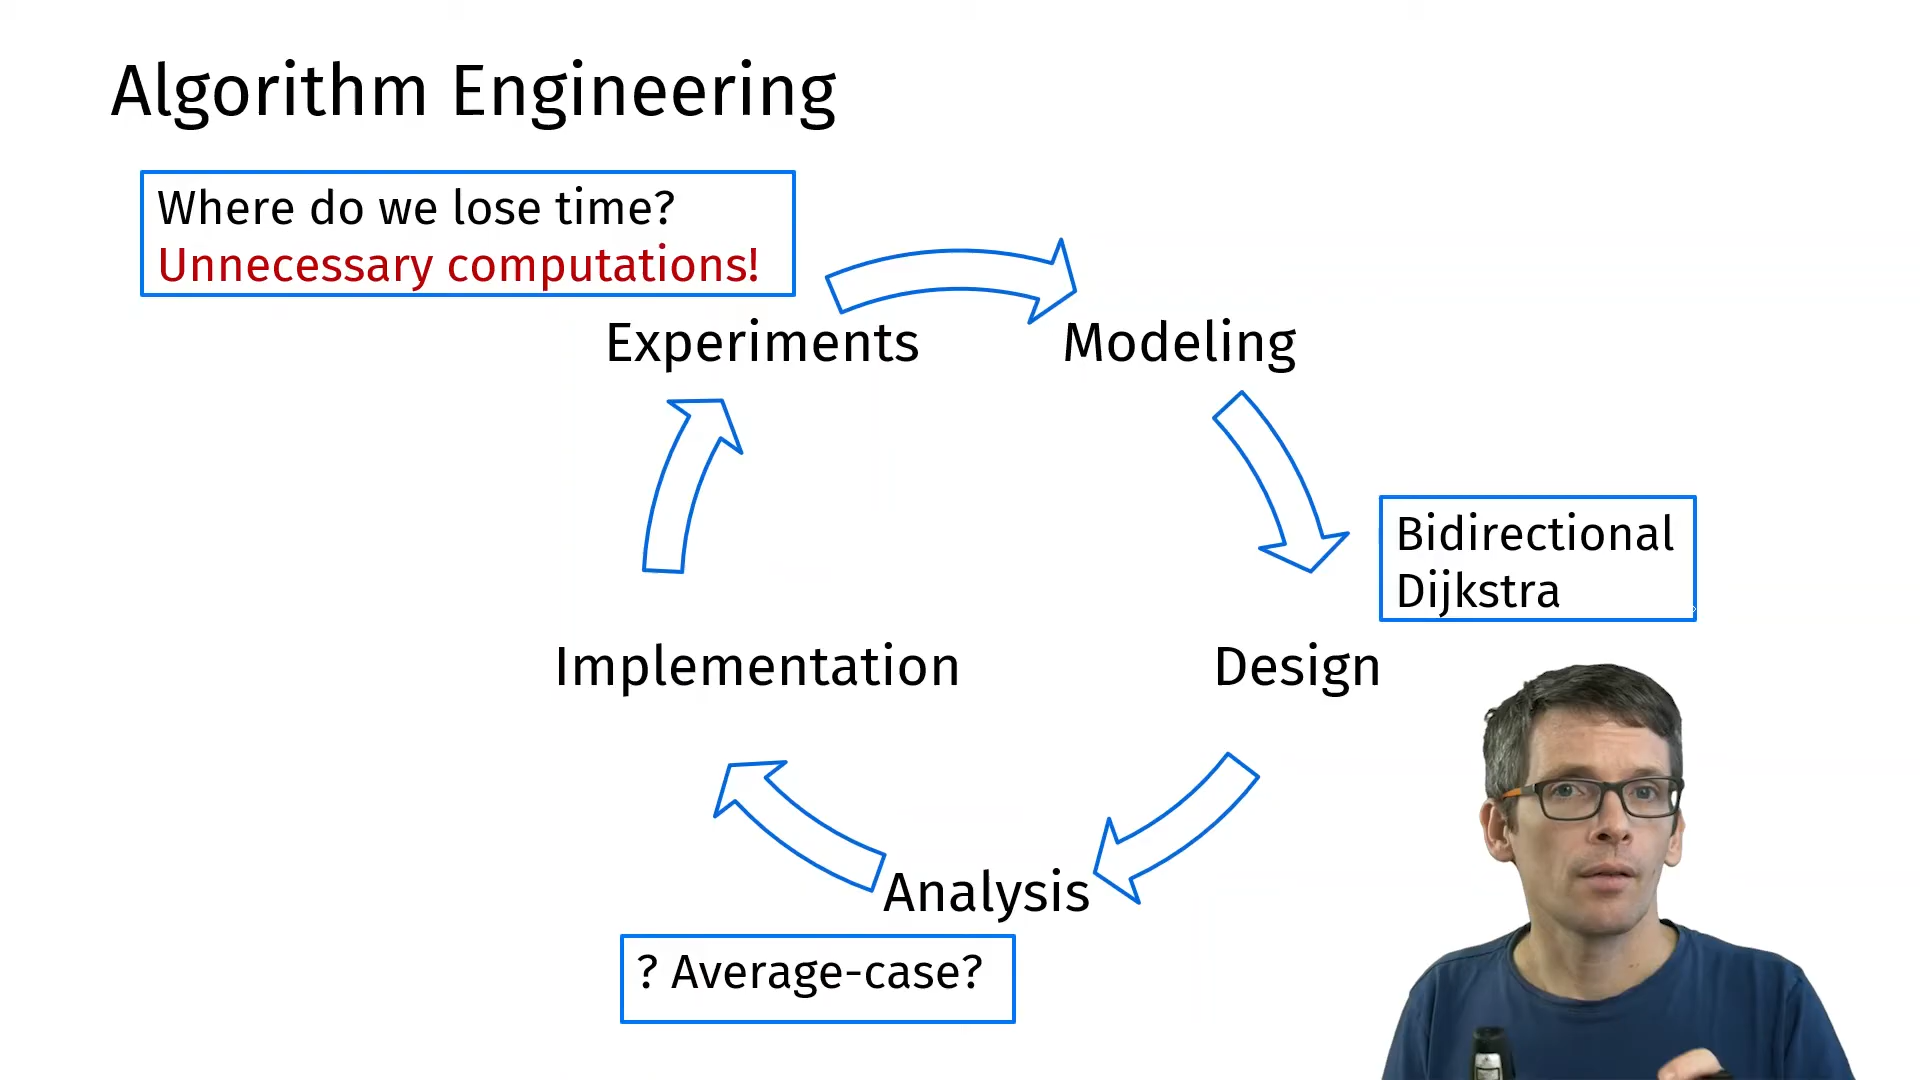 Algorithm Engineering
Where do we lose time?
Unnecessary computations!
Experiments
Modeling
Bidirectional
Dijkstra
Implementation
Design
Analysis
? Average-case?